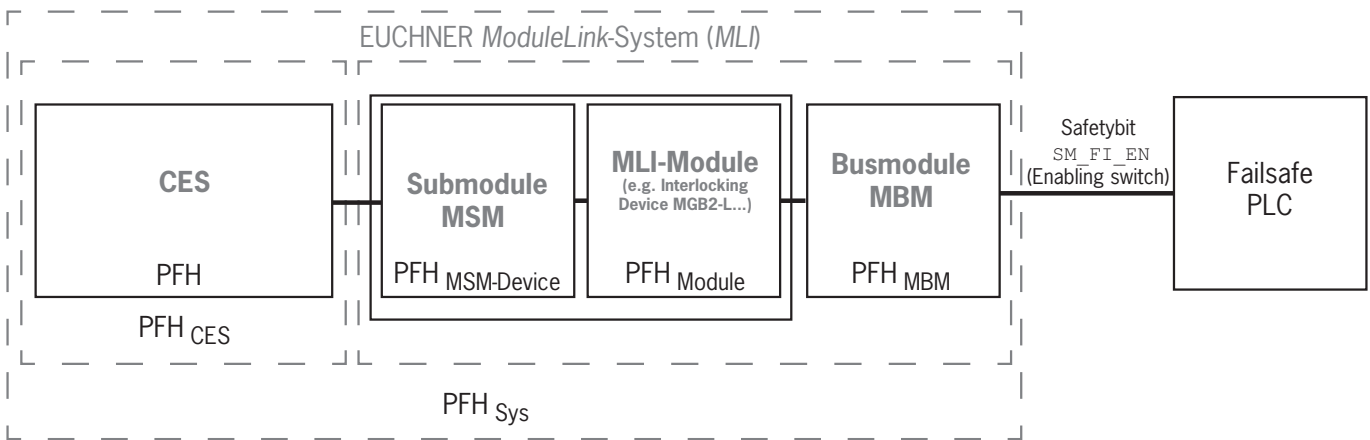 EUCHNER ModuleLink-System (MLI)
CES
PFH
PFH CES
Submodule
MSM
PFH MSM-Device
MLI-Module
(e.g. Interlocking
Device MGB2-L...)
PFH Module
Busmodule
MBM
PFH MBM
PFH Sys
Safetybit
SM_FI_EN
(Enabling switch)
Failsafe
PLC